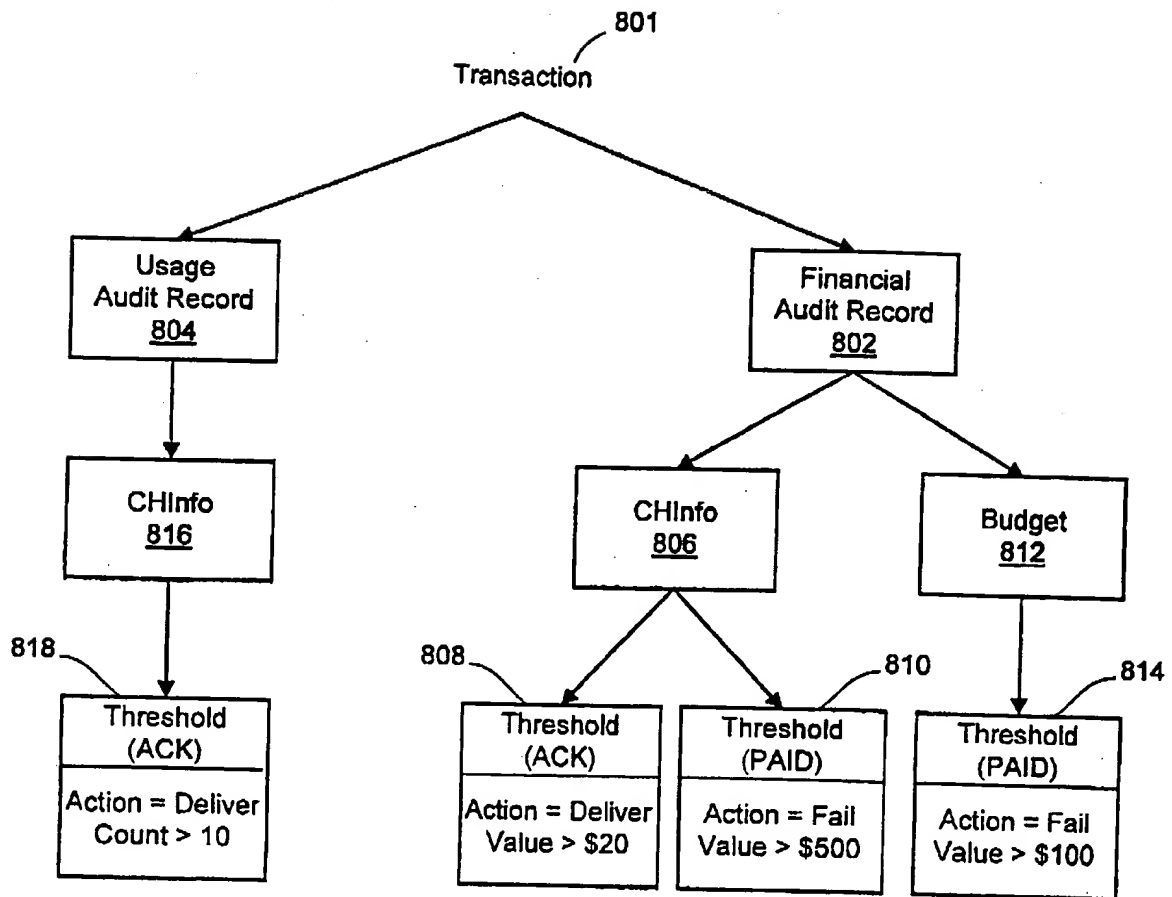 801
Transaction
Usage
Audit Record
804
Financial
Audit Record
802
CHInfo
816
CHInfo
806
Budget
812
818
808
810
814
Threshold
(ACK)
Action = Deliver
Count > 10
Threshold
(ACK)
Action = Deliver
Value > $20
Threshold
(PAID)
Action = Fail
Value > $500
Threshold
(PAID)
Action = Fail
Value > $100